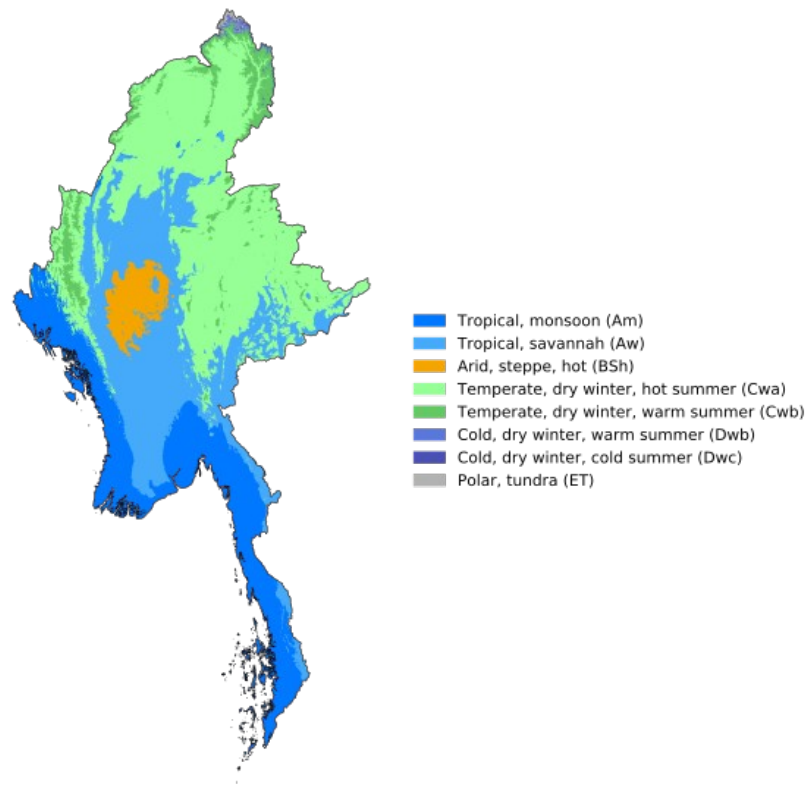 Tropical, monsoon (Am)
Tropical, savannah (Aw)
Arid, steppe, hot (BSh)
Temperate, dry winter, hot summer (Cwa)
Temperate, dry winter, warm summer (Cwb)
Cold, dry winter, warm summer (Dwb)
Cold, dry winter, cold summer (Dwc)
Polar, tundra (ET)